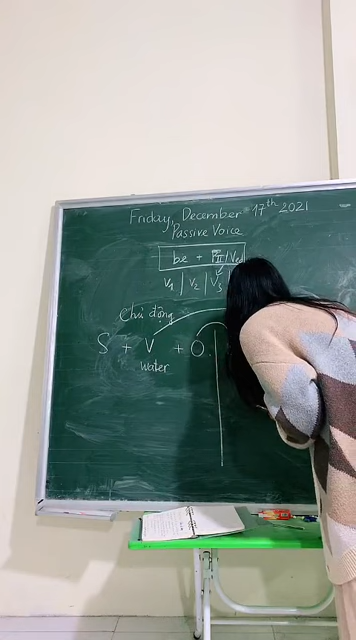 Friday, December 17th 2021
Passive Voice
be + PII/Ved
V1 | V2 | V3
Chủ động
S + V + O
water